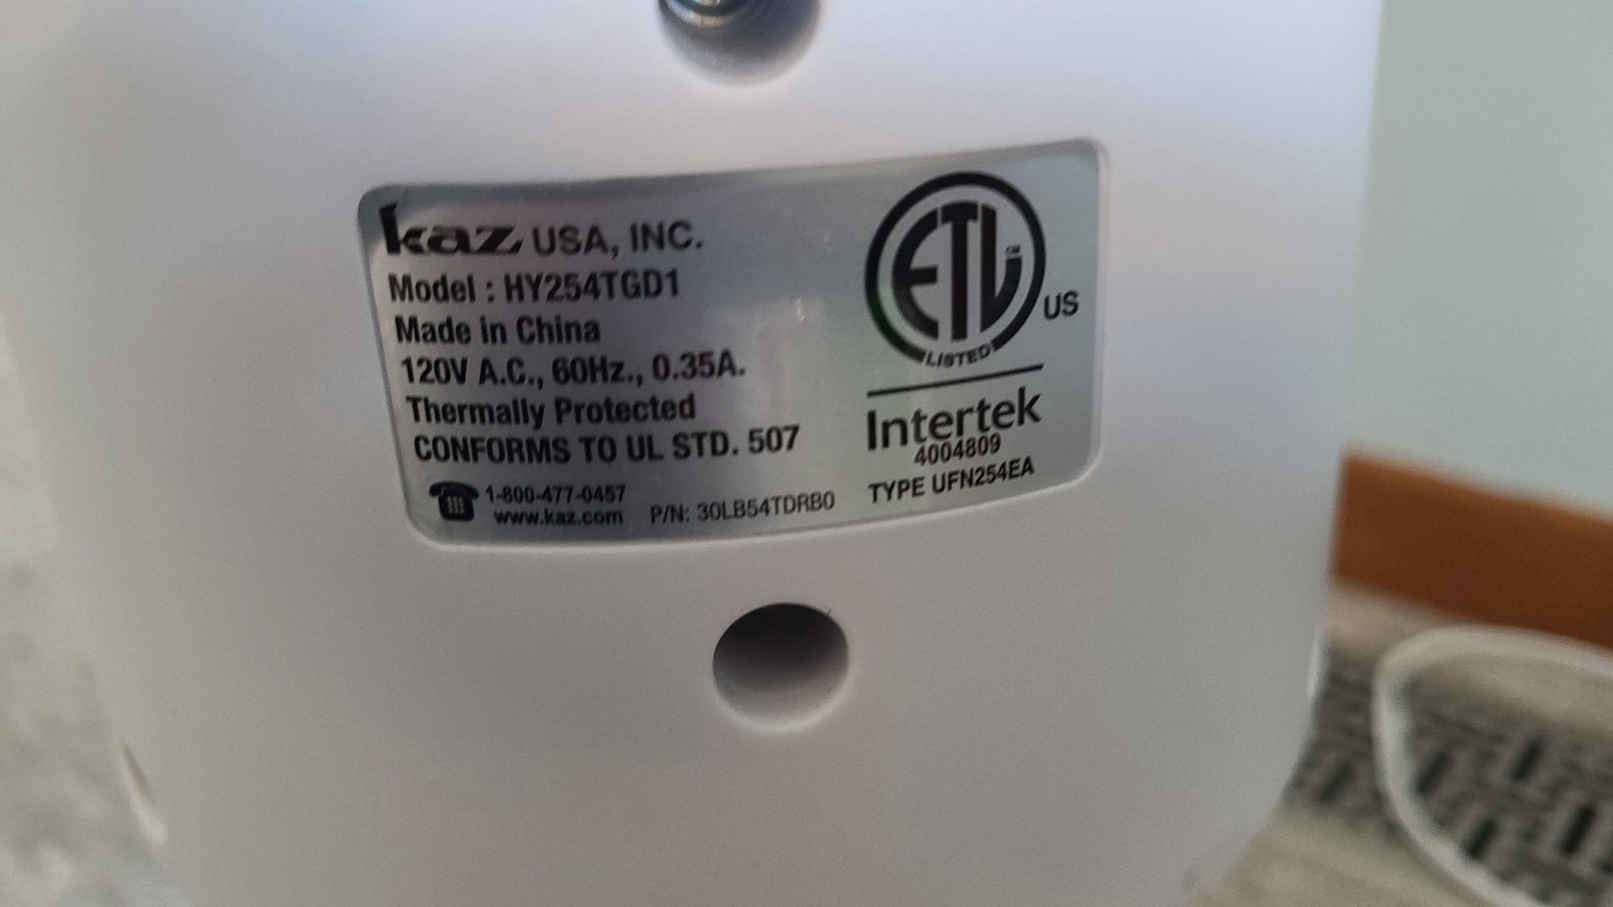 kaz USA, INC.
Model : HY254TGD1
Made in China
120V A.C., 60Hz., 0.35A.
Thermally Protected
CONFORMS TO UL STD. 507
1-800-477-0457
www.kaz.com
P/N: 30LB54TDRB0
ETL
CM
LISTED
US
Intertek
4004809
TYPE UFN254EA